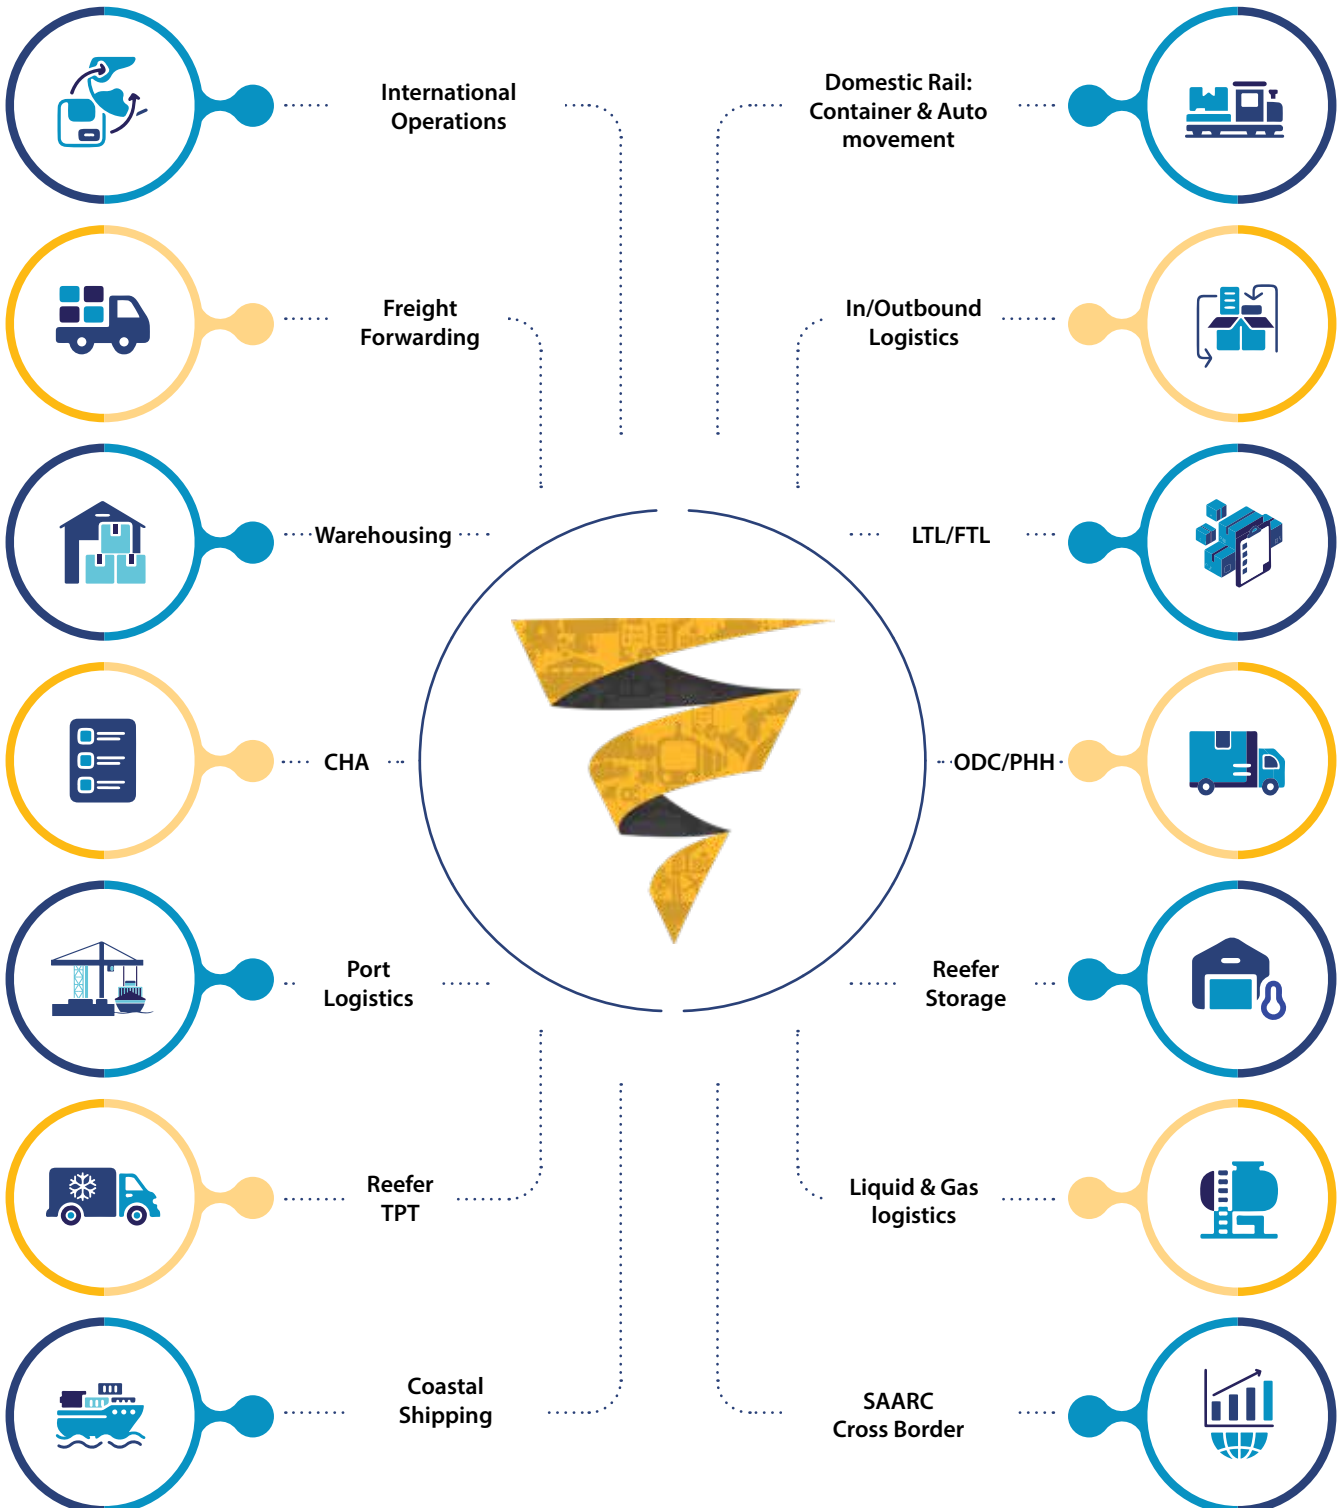 International
Operations
Domestic Rail:
Container & Auto
movement
Freight
Forwarding
In/Outbound
Logistics
Warehousing
LTL/FTL
CHA
ODC/PHH
Port
Logistics
Reefer
Storage
Reefer
TPT
Liquid & Gas
logistics
Coastal
Shipping
SAARC
Cross Border